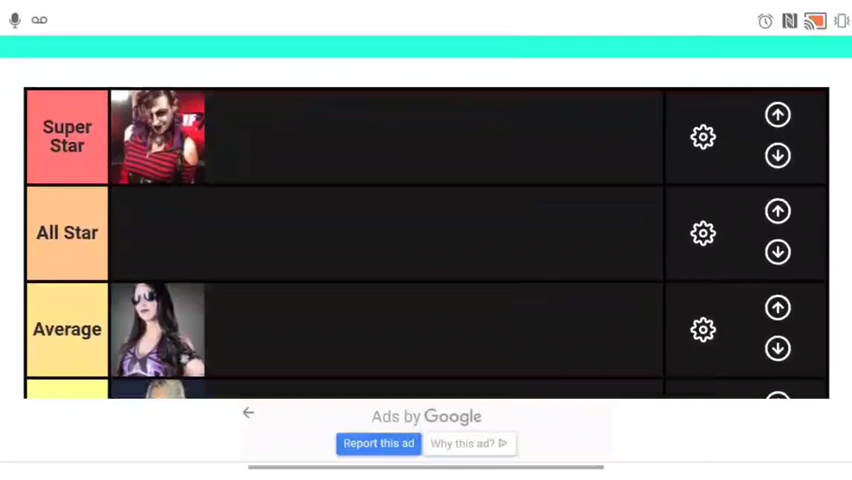 Super
Star
All Star
Average
Ads by Google
Report this ad
Why this ad?